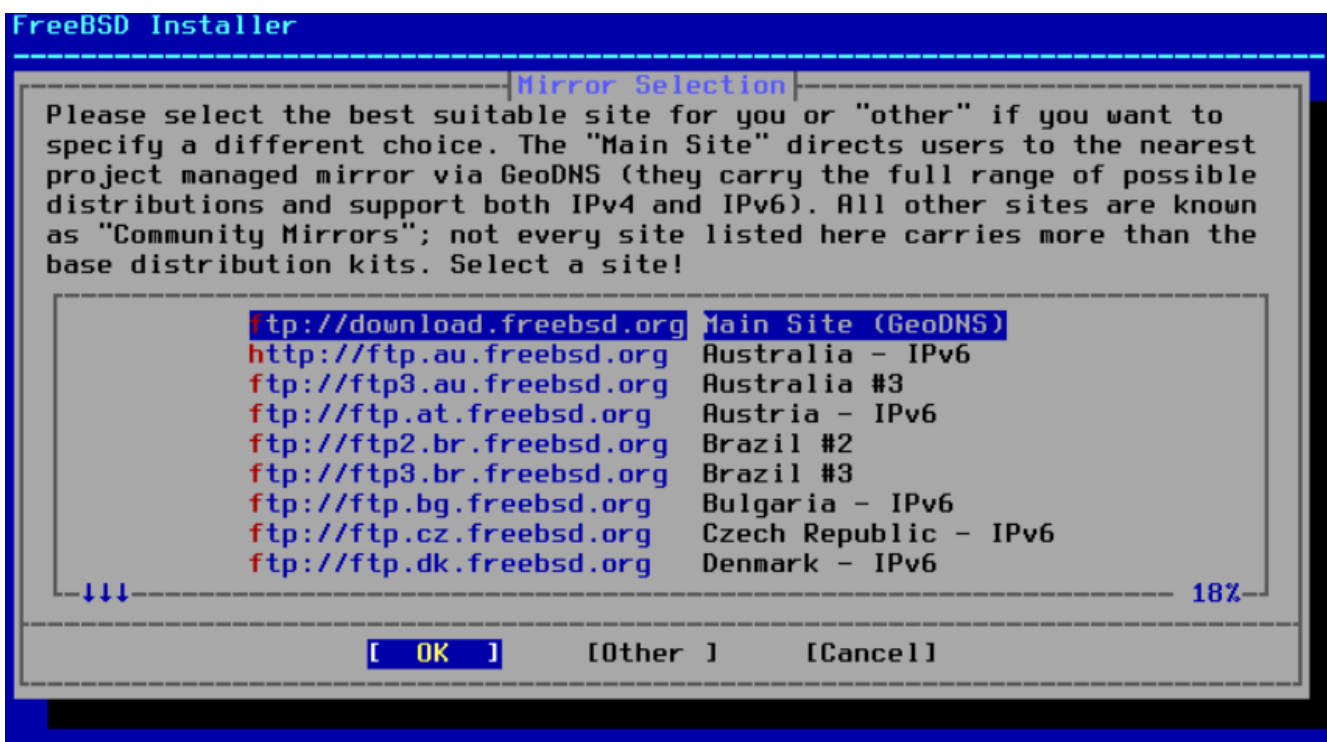 FreeBSD Installer
Mirror Selection
Please select the best suitable site for you or "other" if you want to
specify a different choice. The "Main Site" directs users to the nearest
project managed mirror via GeoDNS (they carry the full range of possible
distributions and support both IPv4 and IPv6). All other sites are known
as "Community Mirrors"; not every site listed here carries more than the
base distribution kits. Select a site!
ftp://download.freebsd.org Main Site (GeoDNS)
http://ftp.au.freebsd.org Australia - IPv6
ftp://ftp3.au.freebsd.org Australia #3
ftp://ftp.at.freebsd.org Austria - IPv6
ftp://ftp2.br.freebsd.org Brazil #2
ftp://ftp3.br.freebsd.org Brazil #3
ftp://ftp.bg.freebsd.org Bulgaria - IPv6
ftp://ftp.cz.freebsd.org Czech Republic - IPv6
ftp://ftp.dk.freebsd.org Denmark - IPv6
↓↓↓ 18%
[ OK ] [Other ] [Cancel]